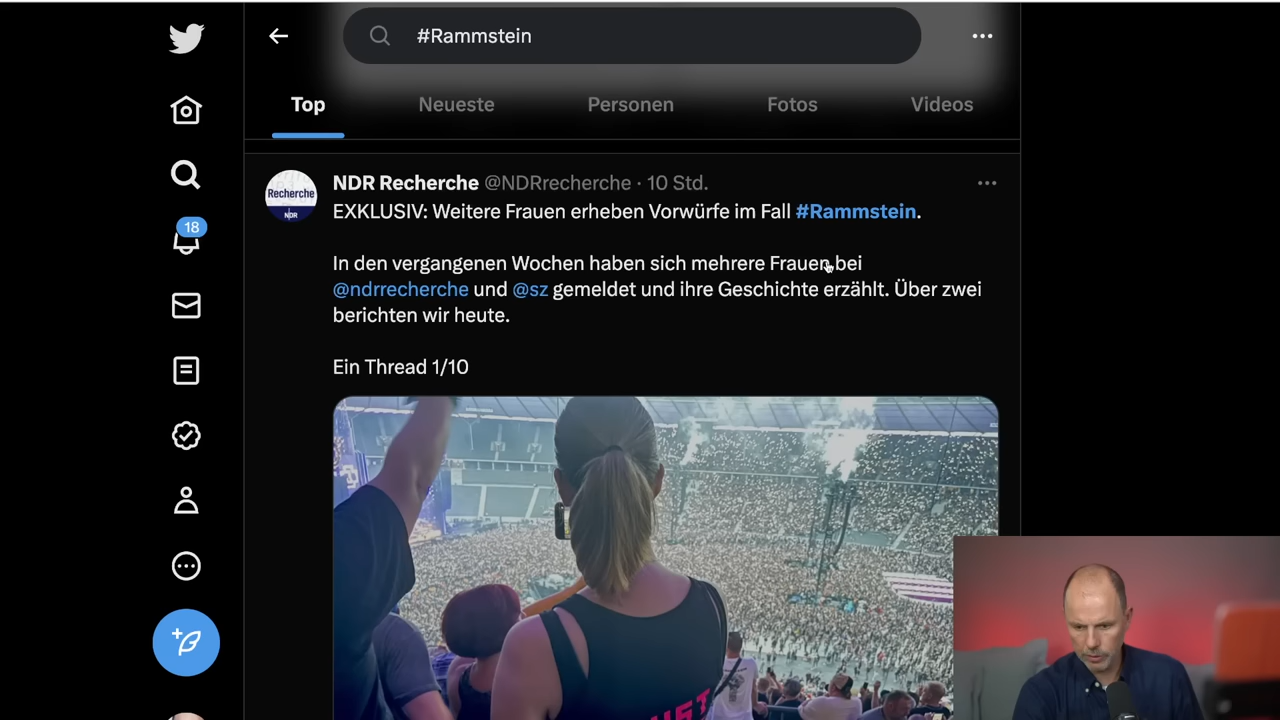 #Rammstein
Top Neueste Personen Fotos Videos
Recherche
NDR
NDR Recherche @NDRrecherche · 10 Std.
EXKLUSIV: Weitere Frauen erheben Vorwürfe im Fall #Rammstein.
In den vergangenen Wochen haben sich mehrere Frauen bei
@ndrrecherche und @sz gemeldet und ihre Geschichte erzählt. Über zwei
berichten wir heute.
Ein Thread 1/10
18